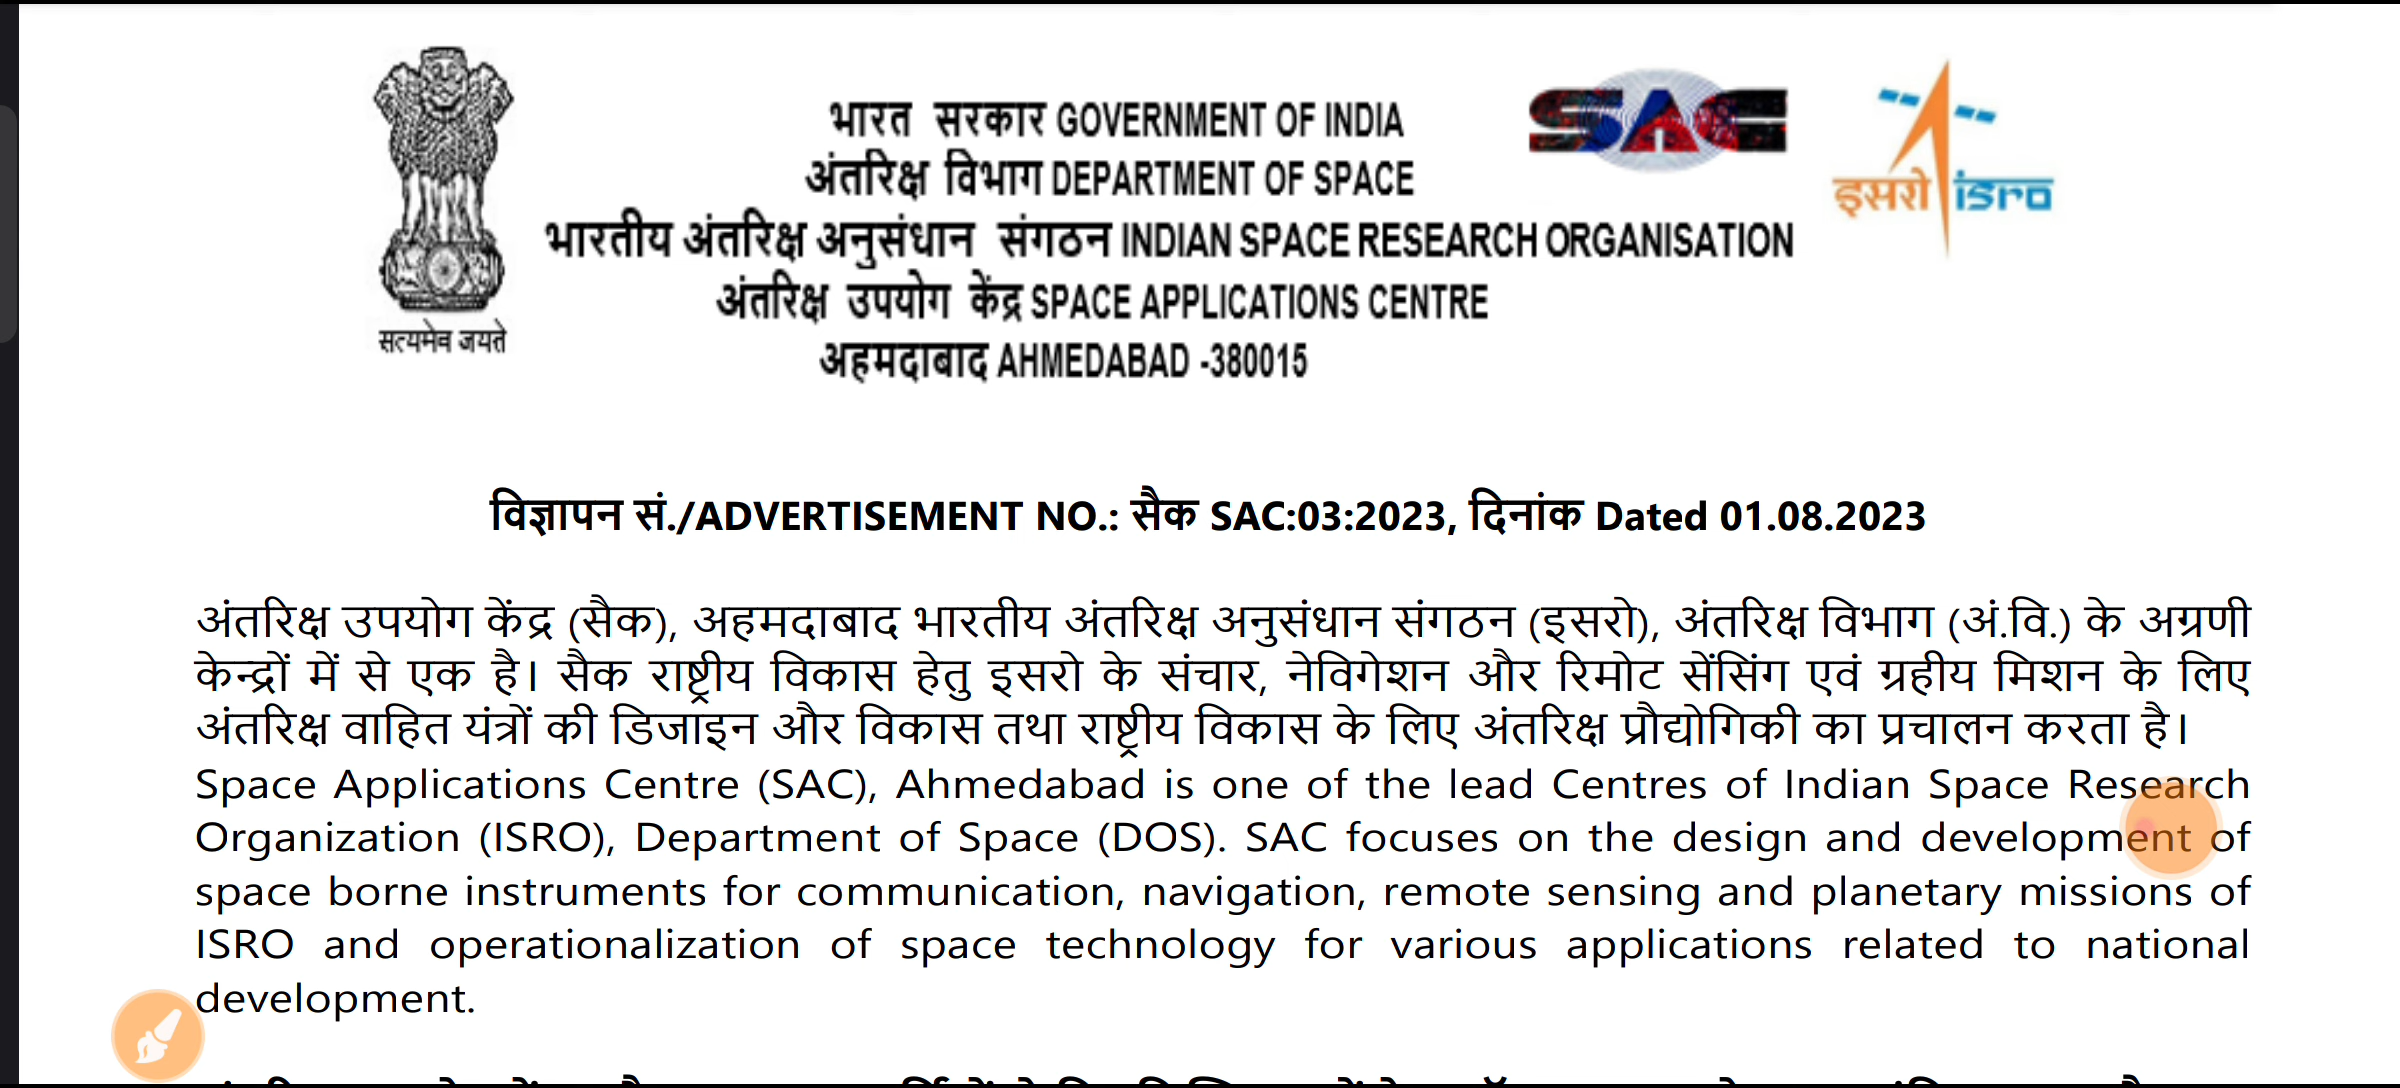 सत्यमेव जयते
भारत सरकार GOVERNMENT OF INDIA
अंतरिक्ष विभाग DEPARTMENT OF SPACE
भारतीय अंतरिक्ष अनुसंधान संगठन INDIAN SPACE RESEARCH ORGANISATION
अंतरिक्ष उपयोग केंद्र SPACE APPLICATIONS CENTRE
अहमदाबाद AHMEDABAD -380015
SAC
इसरो isro
विज्ञापन सं./ADVERTISEMENT NO.: सैक SAC:03:2023, दिनांक Dated 01.08.2023
अंतरिक्ष उपयोग केंद्र (सैक), अहमदाबाद भारतीय अंतरिक्ष अनुसंधान संगठन (इसरो), अंतरिक्ष विभाग (अं.वि.) के अग्रणी
केन्द्रों में से एक है। सैक राष्ट्रीय विकास हेतु इसरो के संचार, नेविगेशन और रिमोट सेंसिंग एवं ग्रहीय मिशन के लिए
अंतरिक्ष वाहित यंत्रों की डिजाइन और विकास तथा राष्ट्रीय विकास के लिए अंतरिक्ष प्रौद्योगिकी का प्रचालन करता है।
Space Applications Centre (SAC), Ahmedabad is one of the lead Centres of Indian Space Research
Organization (ISRO), Department of Space (DOS). SAC focuses on the design and development of
space borne instruments for communication, navigation, remote sensing and planetary missions of
ISRO and operationalization of space technology for various applications related to national
development.